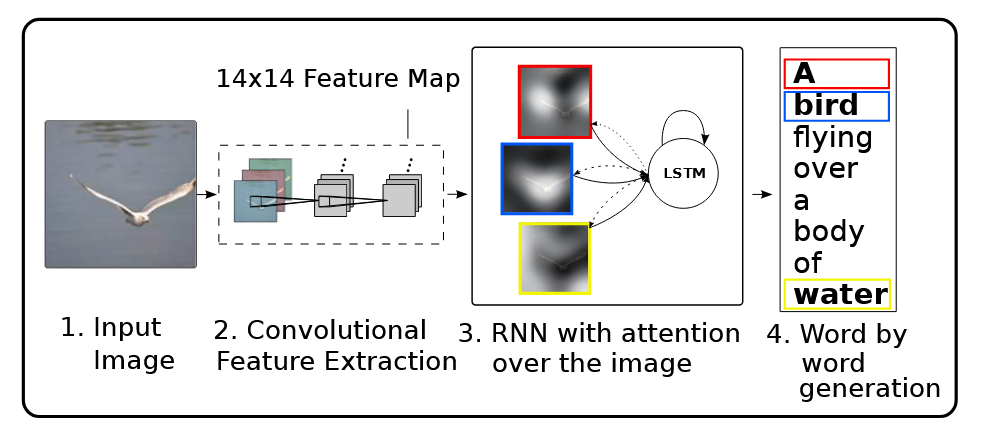 14x14 Feature Map
LSTM
A
bird
flying
over
a
body
of
water
1. Input
Image
2. Convolutional
Feature Extraction
3. RNN with attention
over the image
4. Word by
word
generation